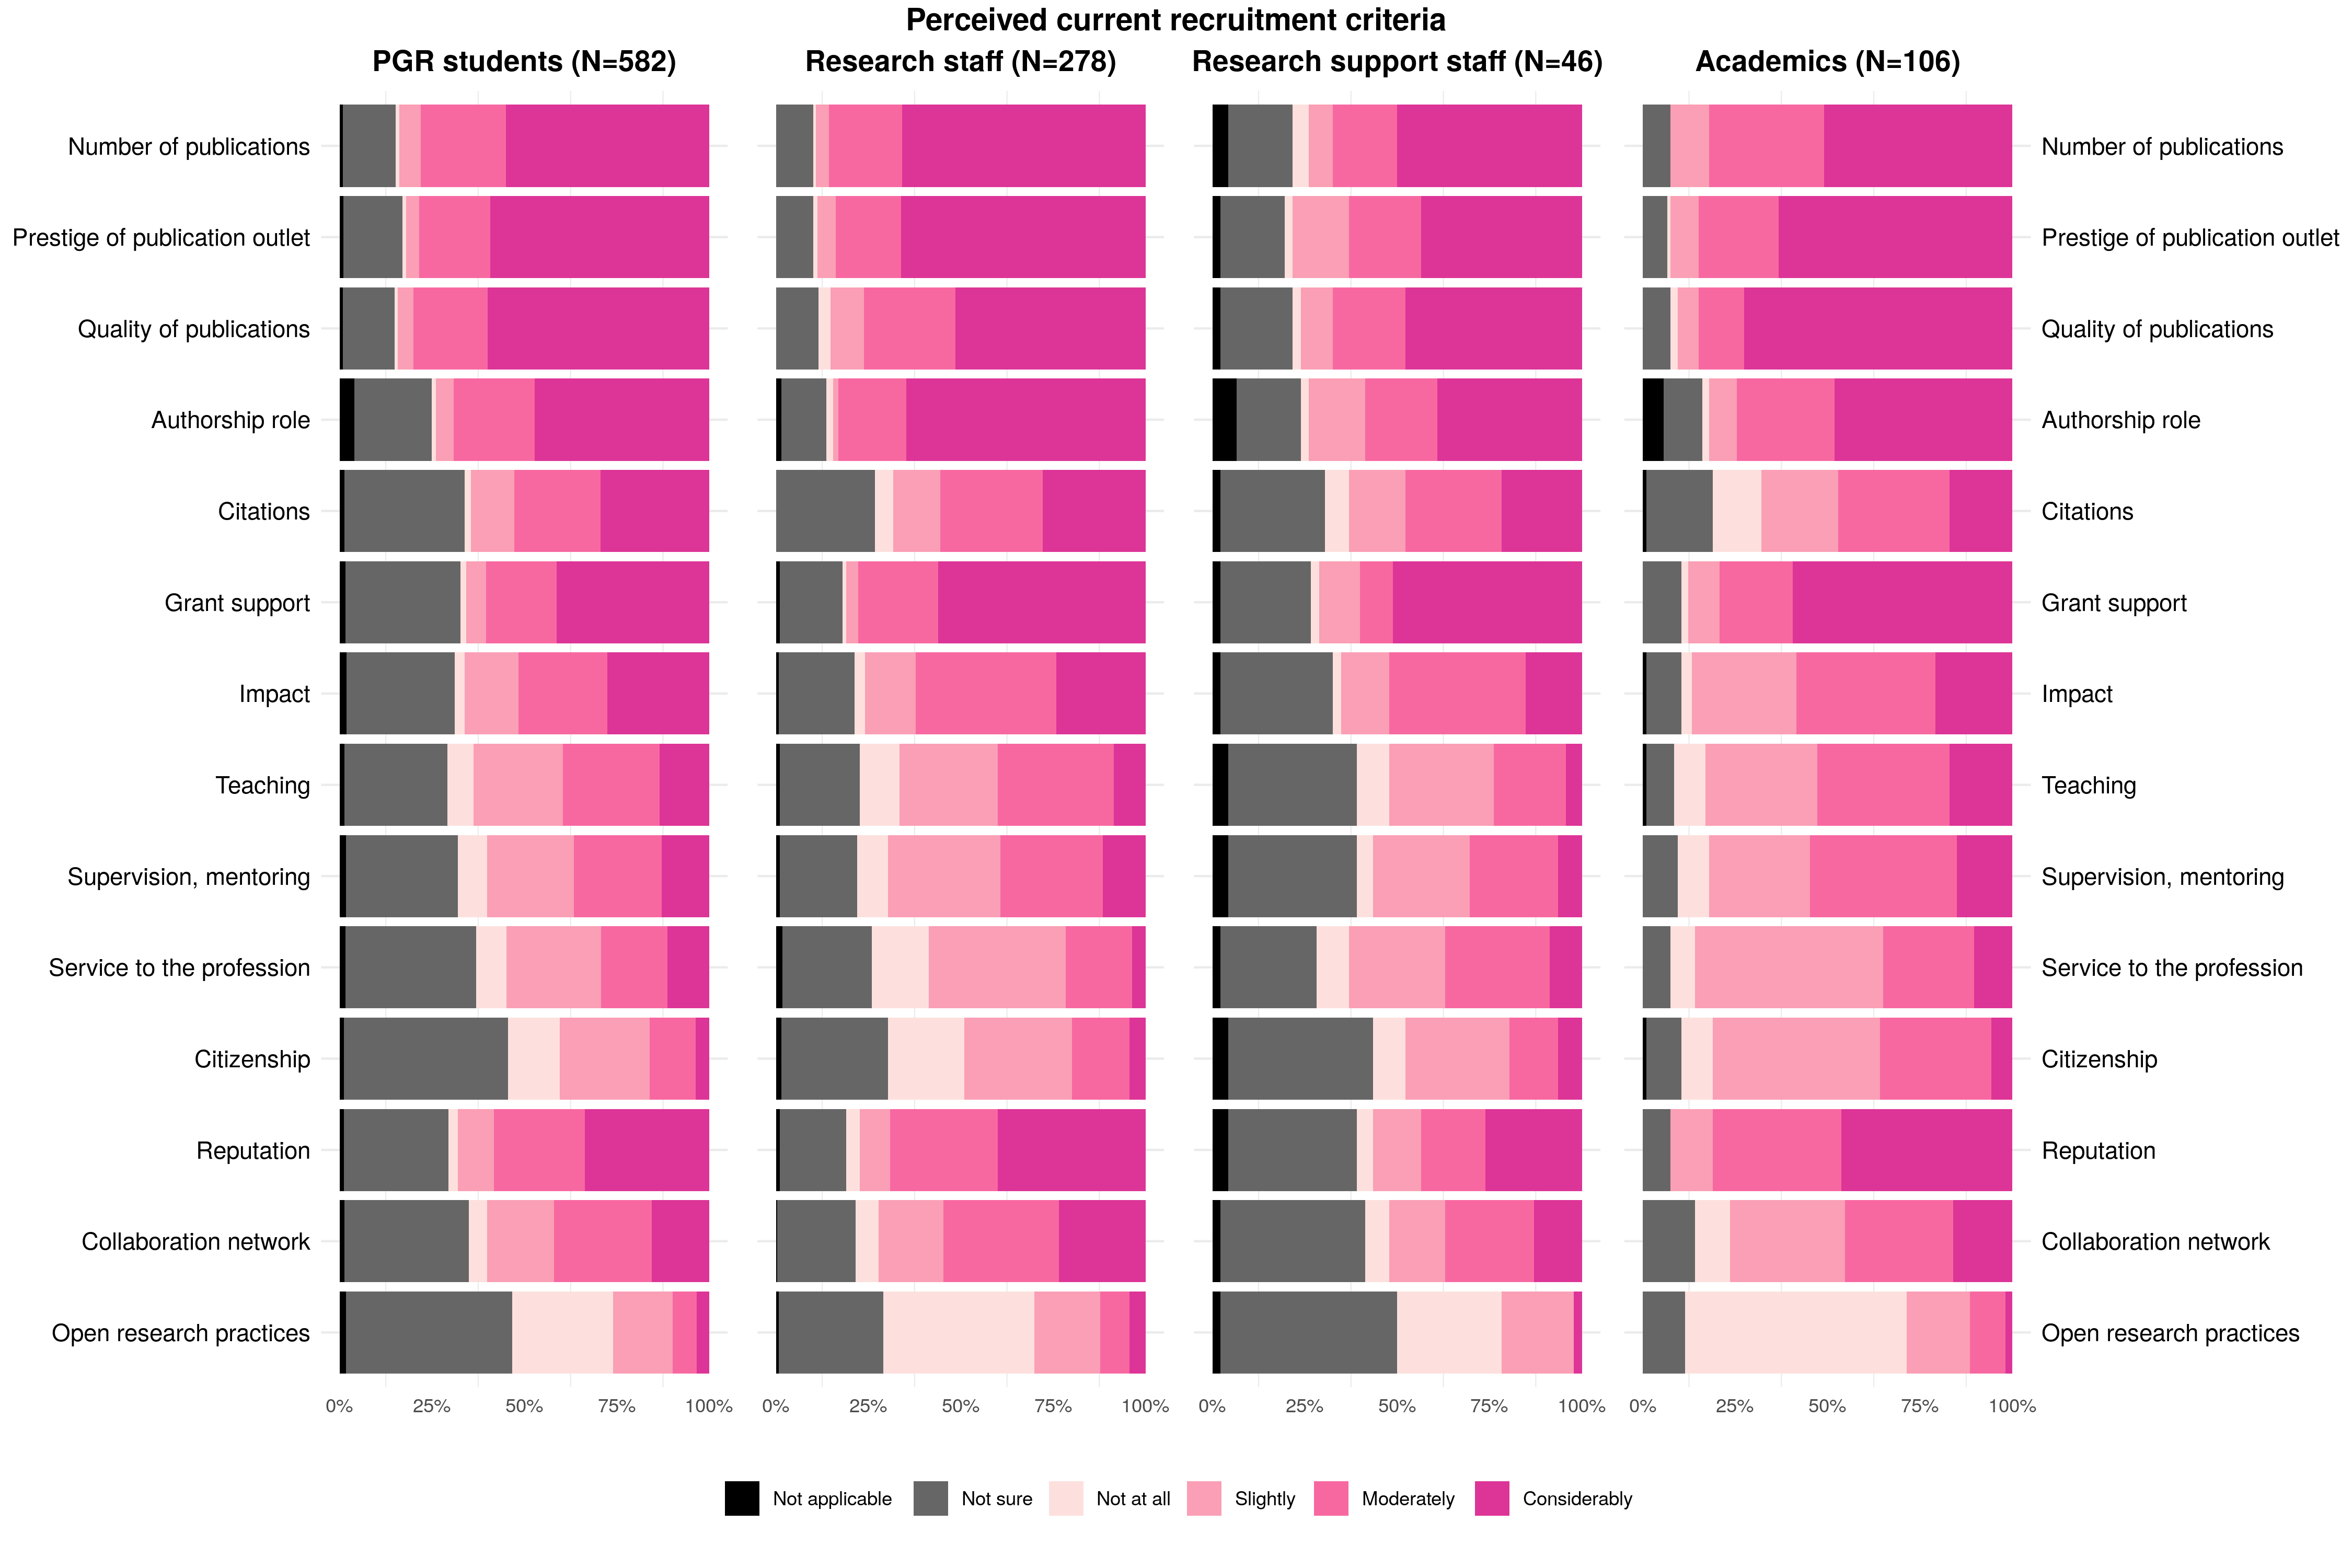 Perceived current recruitment criteria
PGR students (N=582) Research staff (N=278) Research support staff (N=46) Academics (N=106)
Number of publications Number of publications
Prestige of publication outlet Prestige of publication outlet
Quality of publications Quality of publications
Authorship role Authorship role
Citations Citations
Grant support Grant support
Impact Impact
Teaching Teaching
Supervision, mentoring Supervision, mentoring
Service to the profession Service to the profession
Citizenship Citizenship
Reputation Reputation
Collaboration network Collaboration network
Open research practices Open research practices
0% 25% 50% 75% 100% 0% 25% 50% 75% 100% 0% 25% 50% 75% 100% 0% 25% 50% 75% 100%
Not applicable Not sure Not at all Slightly Moderately Considerably